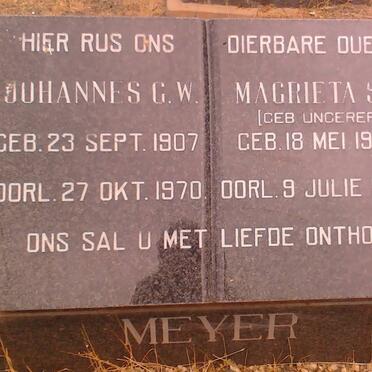 HIER RUS ONS DIERBARE OUE
JOHANNES G.W. MAGRIETA S
(GEB UNGERER
GEB. 23 SEPT. 1907 GEB. 18 MEI 19
OORL. 27 OKT. 1970 OORL. 9 JULIE
ONS SAL U MET LIEFDE ONTHO
MEYER